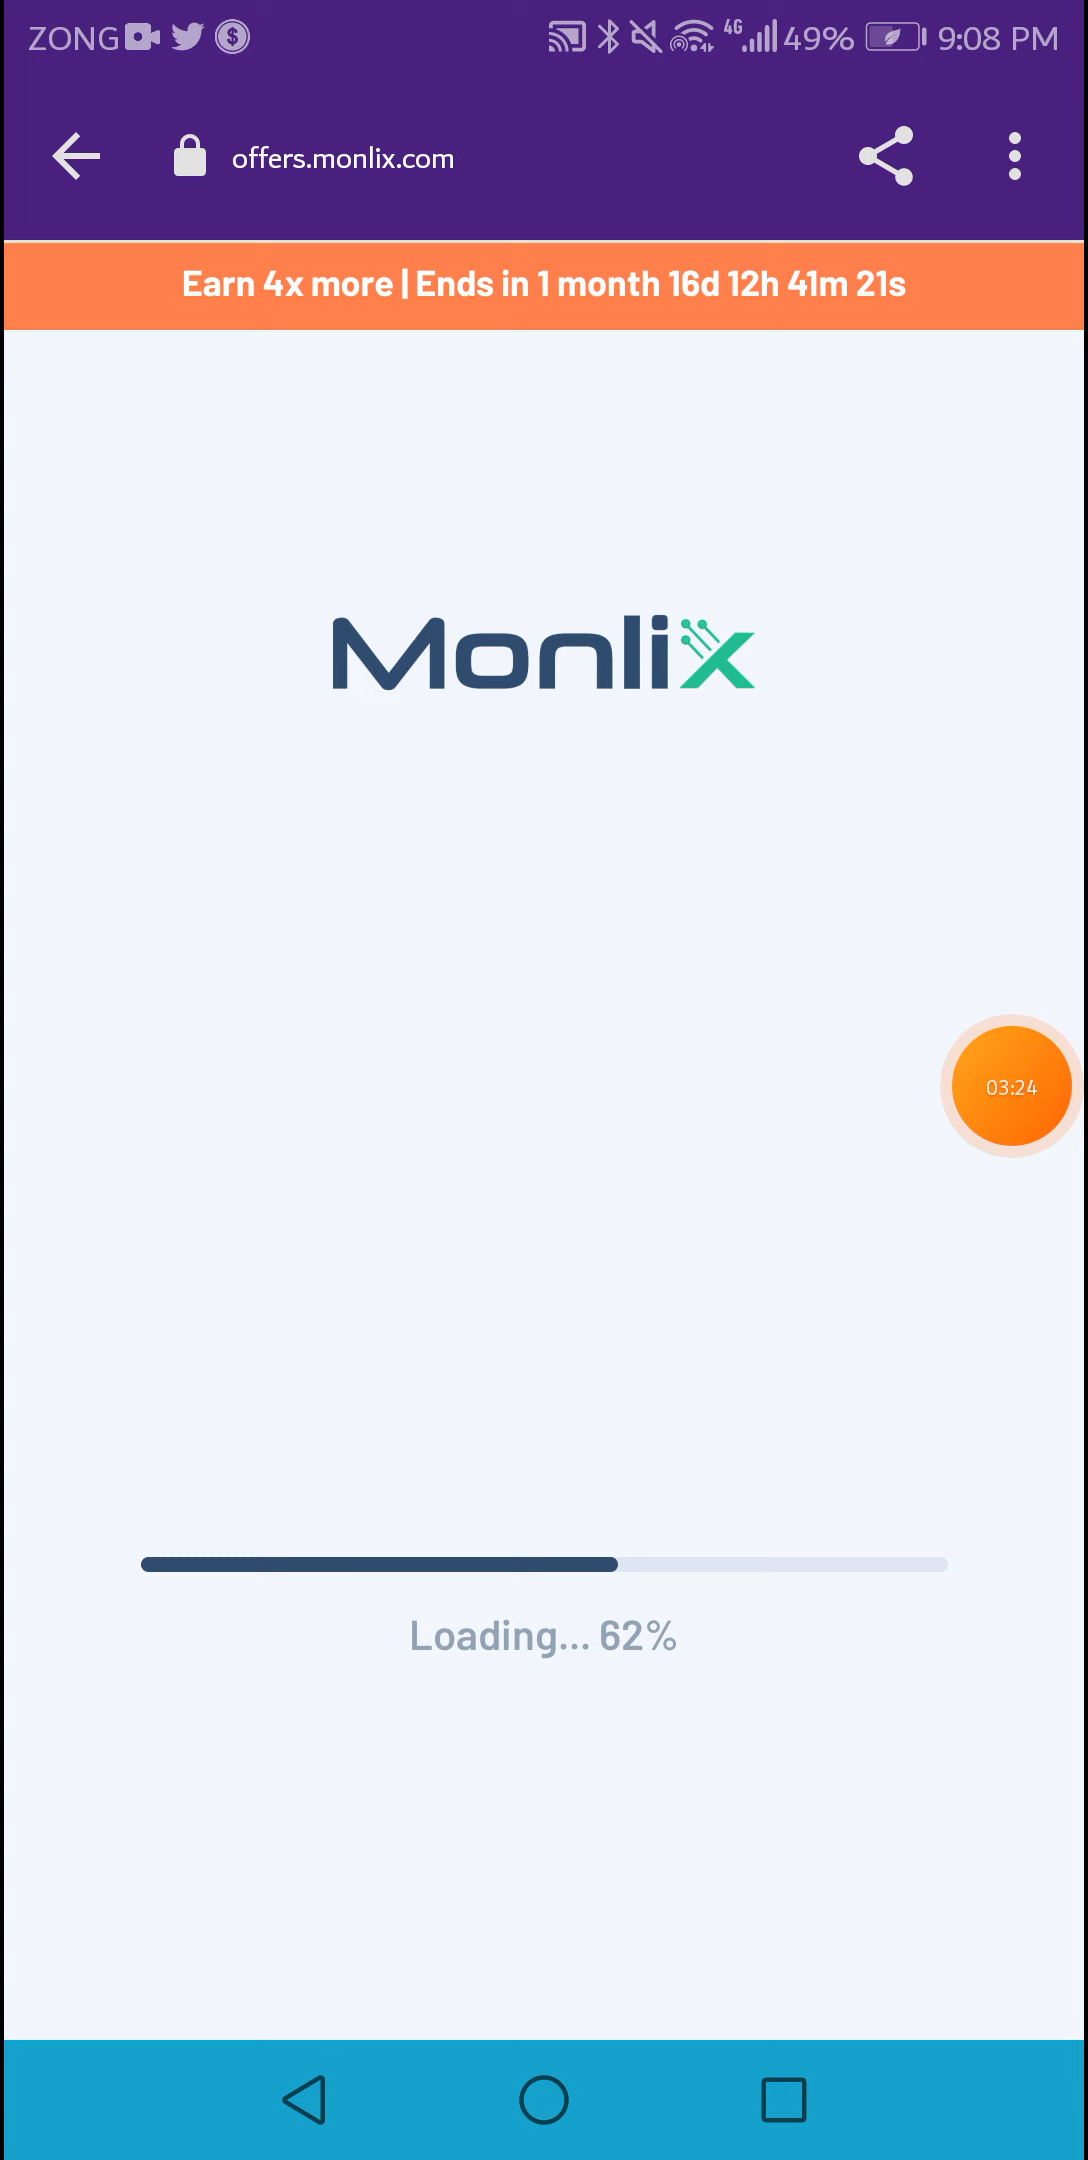 ZONG 4G 49% 9:08 PM
offers.monlix.com
Earn 4x more | Ends in 1 month 16d 12h 41m 21s
Monlix
03:24
Loading... 62%